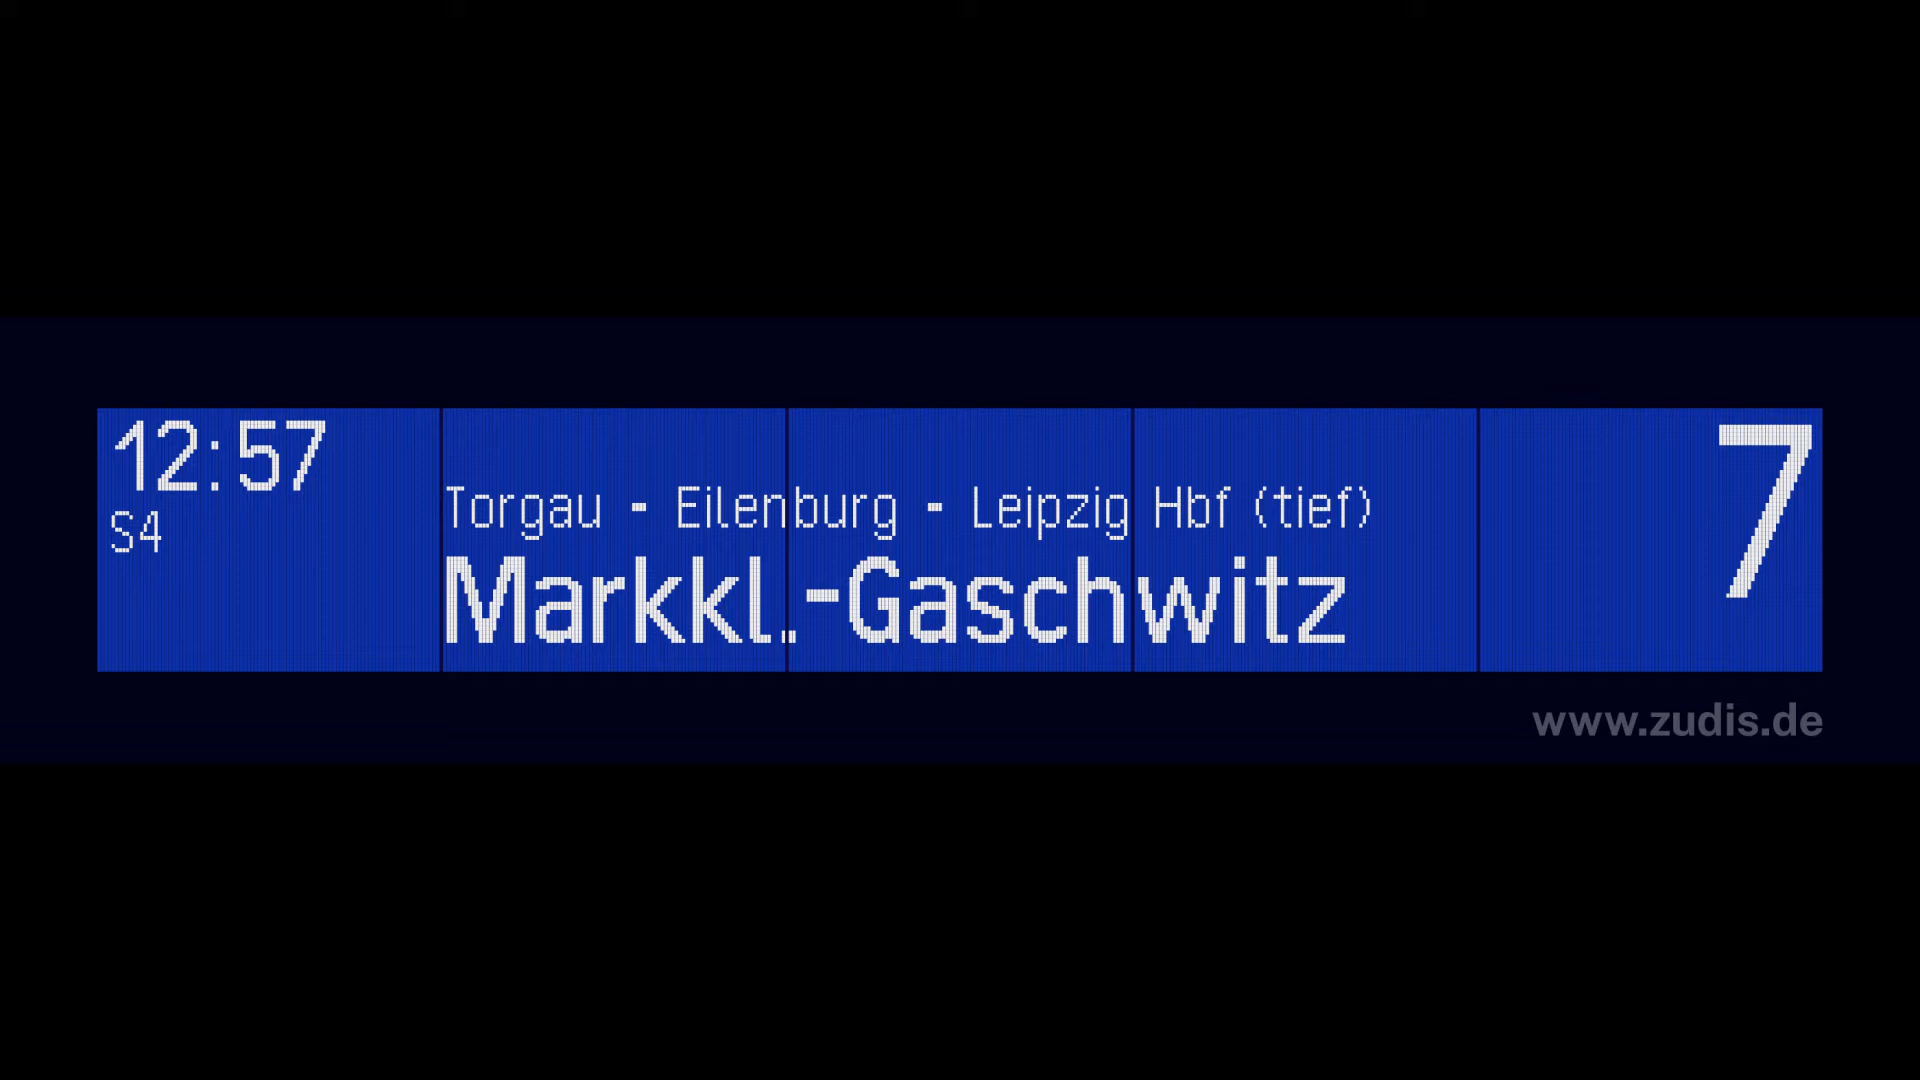 12:57
S4
Torgau - Eilenburg - Leipzig Hbf (tief)
Markkl.-Gaschwitz
7
www.zudis.de